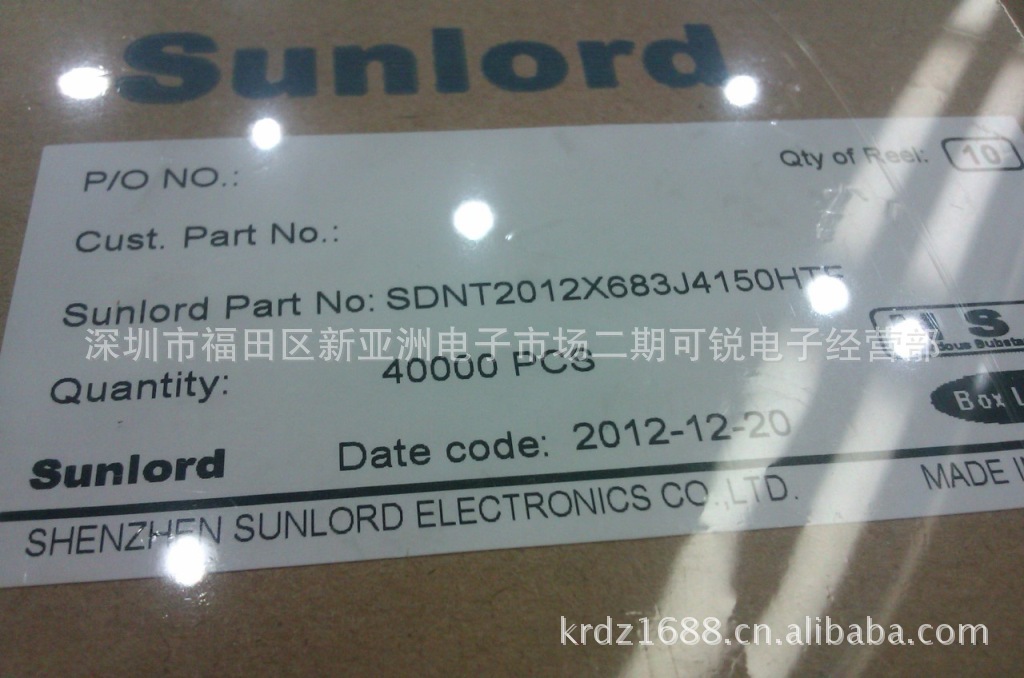 Sunlord
P/O NO.:
Qty of Reel: 10
Cust. Part No.:
Sunlord Part No: SDNT2012X683J4150HTF
深圳市福田区新亚洲电子市场二期可锐电子经营部
S
Quantity: 40000 PCS
Box L
Sunlord
Date code: 2012-12-20
SHENZHEN SUNLORD ELECTRONICS CO.,LTD.
MADE I
krdz1688.cn.alibaba.com